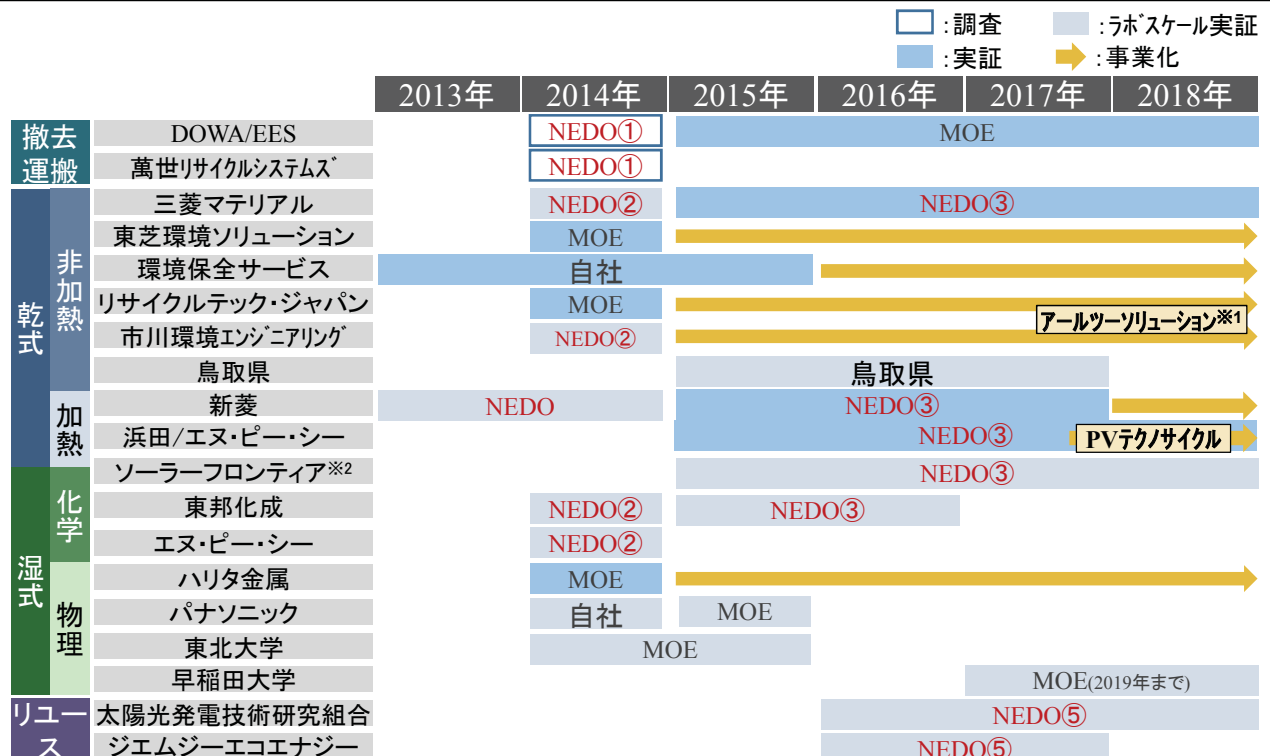 :調査 :ラボスケール実証
:実証 :事業化
2013年 2014年 2015年 2016年 2017年 2018年
撤去
運搬
DOWA/EES NEDO① MOE
萬世リサイクルシステムズ NEDO①
乾式
非加熱
三菱マテリアル NEDO② NEDO③
東芝環境ソリューション MOE
環境保全サービス 自社
リサイクルテック・ジャパン MOE
アールツーソリューション※1
市川環境エンジニアリング NEDO②
鳥取県 鳥取県
加熱
新菱 NEDO NEDO③
浜田/エヌ・ピー・シー NEDO③ PVテクノサイクル
ソーラーフロンティア※2 NEDO③
湿式
化学
東邦化成 NEDO② NEDO③
エヌ・ピー・シー NEDO②
物理
ハリタ金属 MOE
パナソニック 自社 MOE
東北大学 MOE
早稲田大学 MOE(2019年まで)
リユース
太陽光発電技術研究組合 NEDO⑤
ジエムジーエコエナジー NEDO⑤